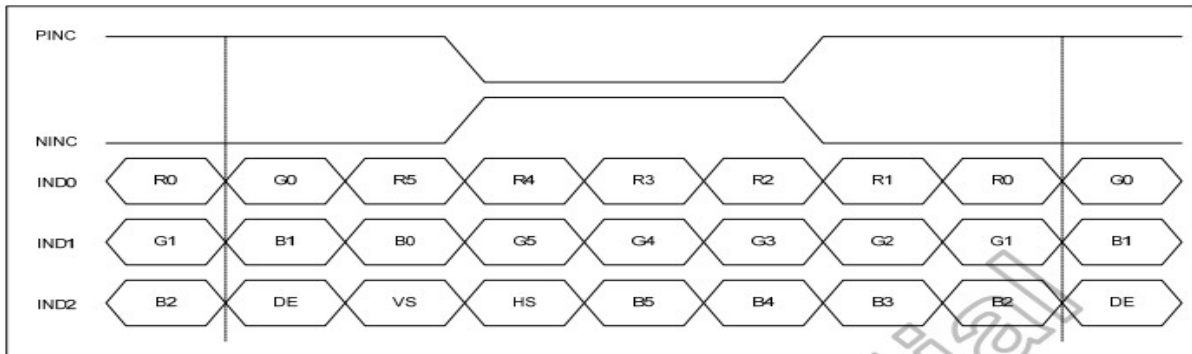 PINC
NINC
IND0 R0 G0 R5 R4 R3 R2 R1 R0 G0
IND1 G1 B1 B0 G5 G4 G3 G2 G1 B1
IND2 B2 DE VS HS B5 B4 B3 B2 DE